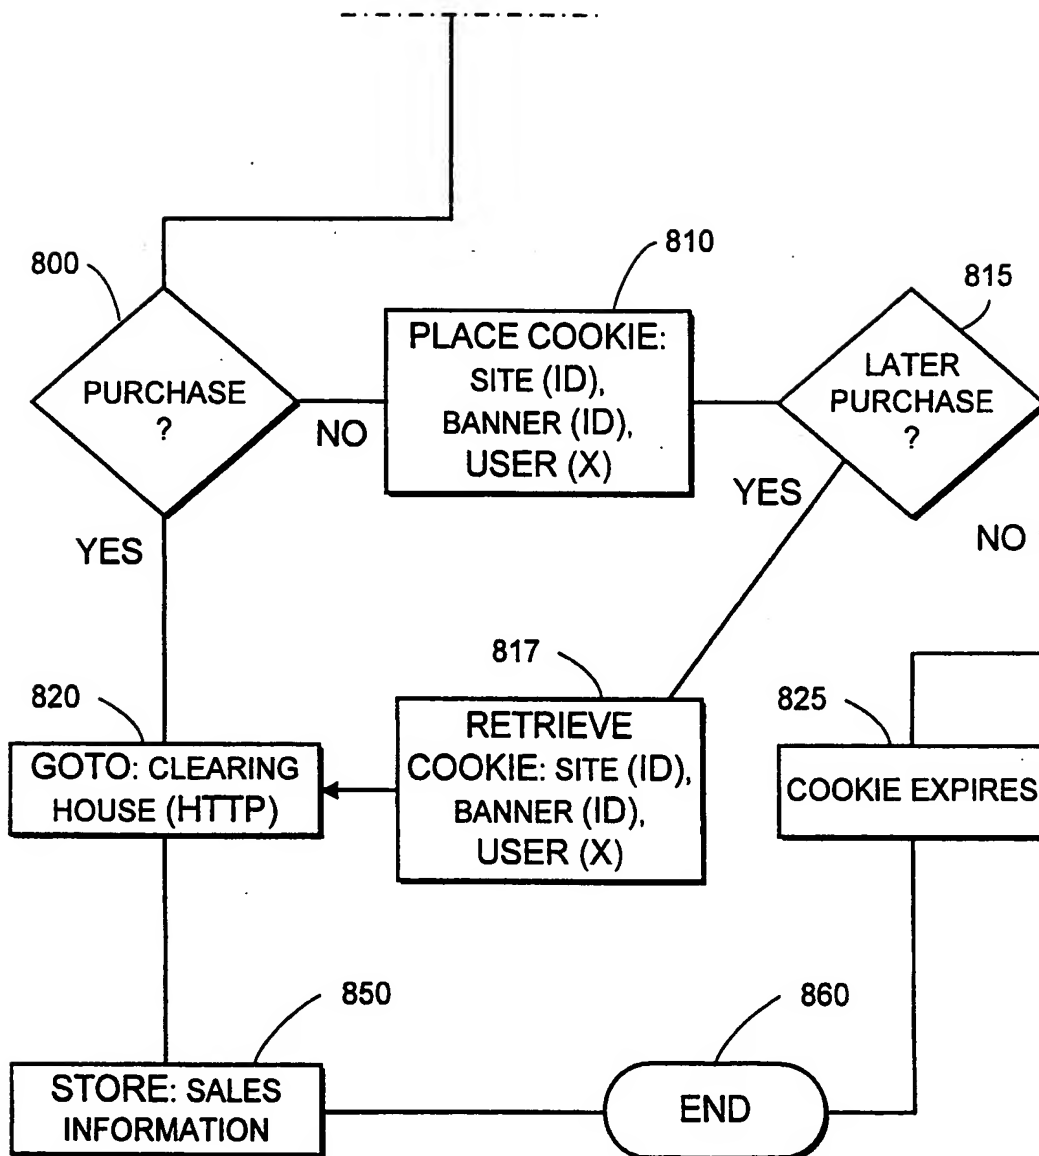 800
PURCHASE
?
NO
YES
810
PLACE COOKIE:
SITE (ID),
BANNER (ID),
USER (X)
815
LATER
PURCHASE
?
YES
NO
817
RETRIEVE
COOKIE: SITE (ID),
BANNER (ID),
USER (X)
820
GOTO: CLEARING
HOUSE (HTTP)
825
COOKIE EXPIRES
850
STORE: SALES
INFORMATION
860
END